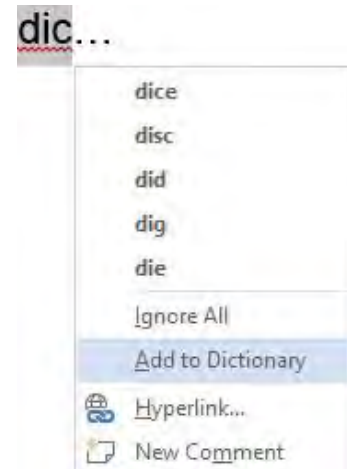 dic...
dice
disc
did
dig
die
Ignore All
Add to Dictionary
Hyperlink...
New Comment